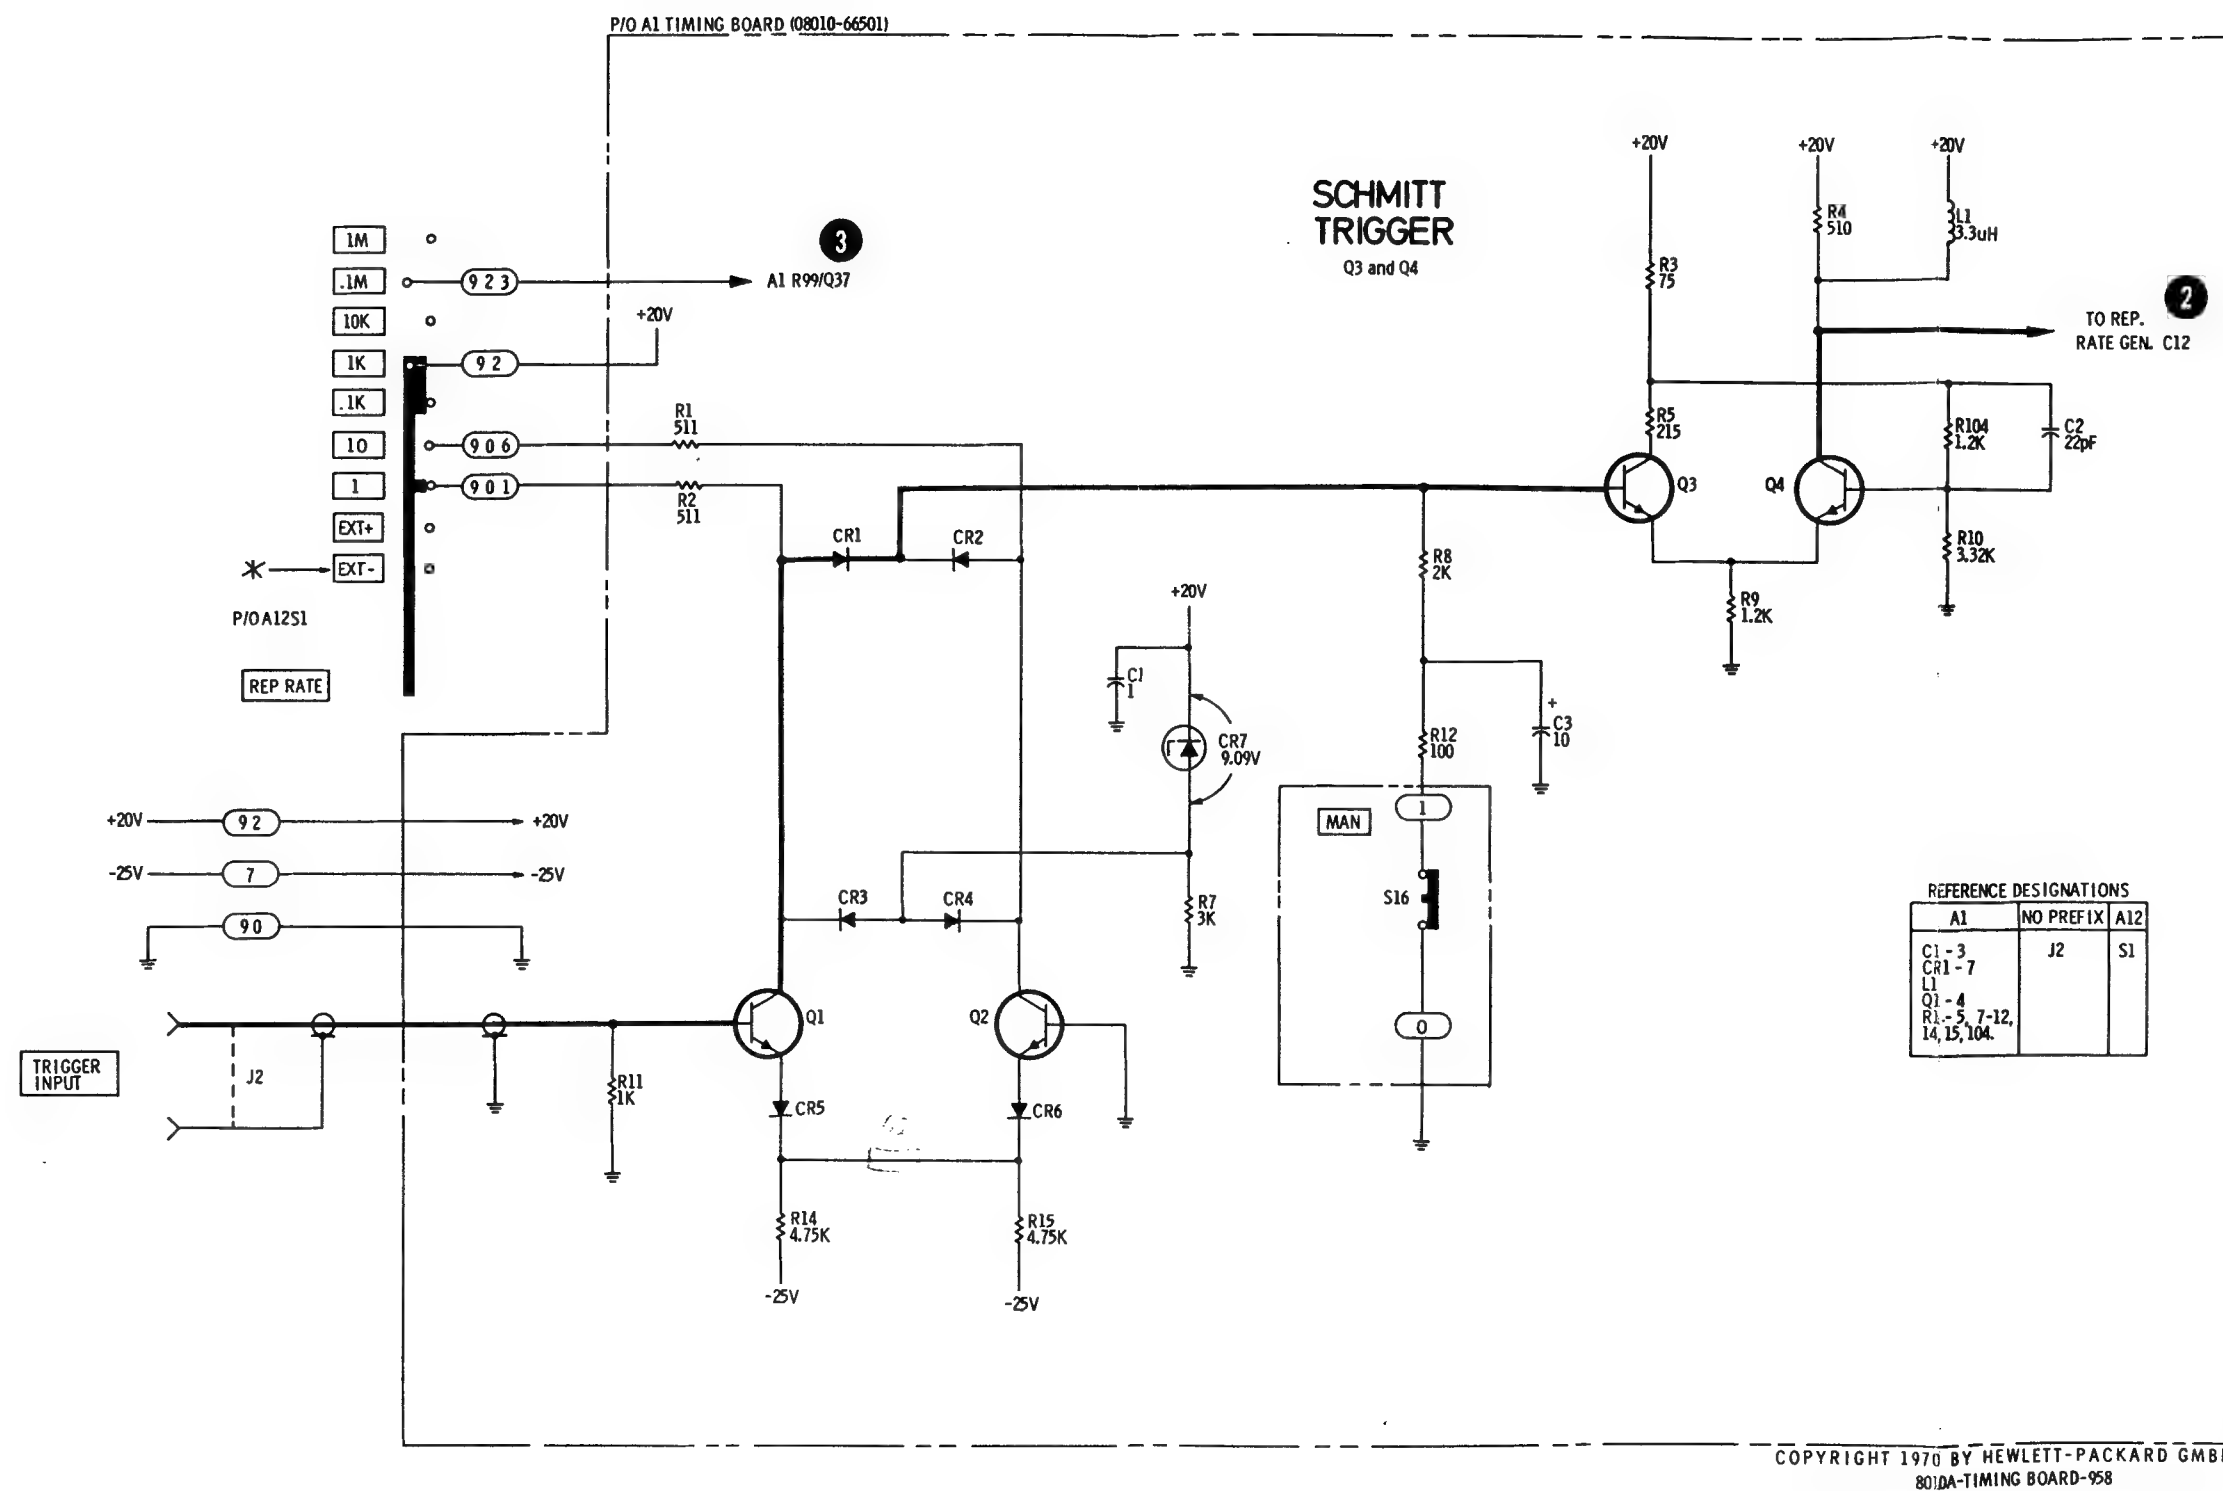 P/O A1 TIMING BOARD (08010-66501)
SCHMITT
TRIGGER
Q3 and Q4
+20V
+20V
+20V
R4
510
L1
3.3uH
R3
75
2
TO REP.
RATE GEN. C12
R5
215
R104
1.2K
C2
22pF
Q3
Q4
R10
3.32K
R9
1.2K
1M
.1M
10K
1K
.1K
10
1
EXT+
EXT-
*
P/O A12S1
REP RATE
923
3
A1 R99/Q37
+20V
92
906
901
R1
511
R2
511
CR1
CR2
+20V
C1
1
CR7
9.09V
R8
2K
R12
100
+
C3
10
MAN
1
S16
0
+20V
92
+20V
-25V
7
-25V
90
CR3
CR4
R7
3K
TRIGGER
INPUT
J2
R11
1K
Q1
Q2
CR5
CR6
R14
4.75K
R15
4.75K
-25V
-25V
REFERENCE DESIGNATIONS
A1
NO PREFIX
A12
C1 - 3
CR1 - 7
L1
Q1 - 4
R1 - 5, 7-12,
14, 15, 104.
J2
S1
COPYRIGHT 1970 BY HEWLETT-PACKARD
8010A-TIMING BOARD-958